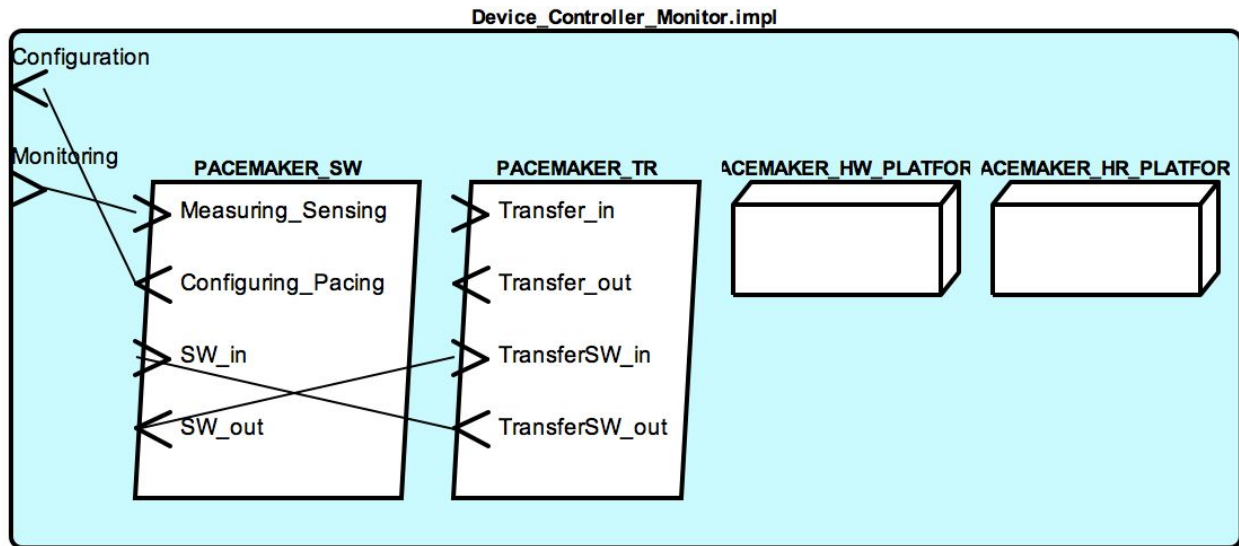 Device_Controller_Monitor.impl
Configuration
Monitoring
PACEMAKER_SW
PACEMAKER_TR
ACEMAKER_HW_PLATFOR
ACEMAKER_HR_PLATFOR
Measuring_Sensing
Transfer_in
Configuring_Pacing
Transfer_out
SW_in
TransferSW_in
SW_out
TransferSW_out